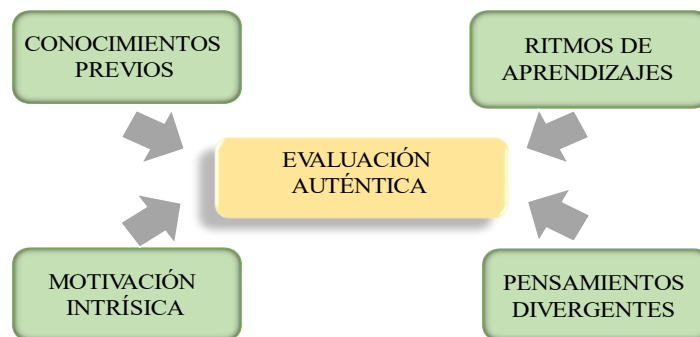 CONOCIMIENTOS
PREVIOS
RITMOS DE
APRENDIZAJES
EVALUACIÓN
AUTÉNTICA
MOTIVACIÓN
INTRÍSICA
PENSAMIENTOS
DIVERGENTES